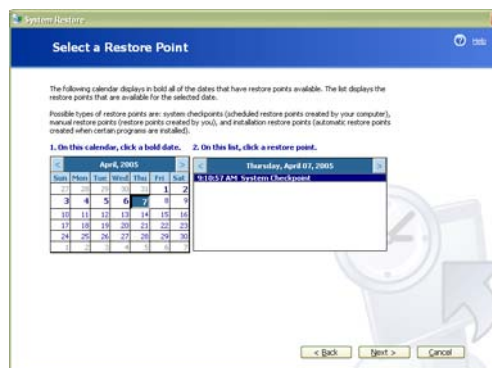 System Restore
Select a Restore Point
Help
The following calendar displays in bold all of the dates that have restore points available. The list displays the
restore points that are available for the selected date.
Possible types of restore points are: system checkpoints (scheduled restore points created by your computer),
manual restore points (restore points created by you), and installation restore points (automatic restore points
created when certain programs are installed).
1. On this calendar, click a bold date. 2. On this list, click a restore point.
< April, 2005 > < Thursday, April 07, 2005 >
Sun Mon Tue Wed Thu Fri Sat 9:10:57 AM System Checkpoint
27 28 29 30 31 1 2
3 4 5 6 7 8 9
10 11 12 13 14 15 16
17 18 19 20 21 22 23
24 25 26 27 28 29 30
1 2 3 4 5 6 7
< Back Next > Cancel